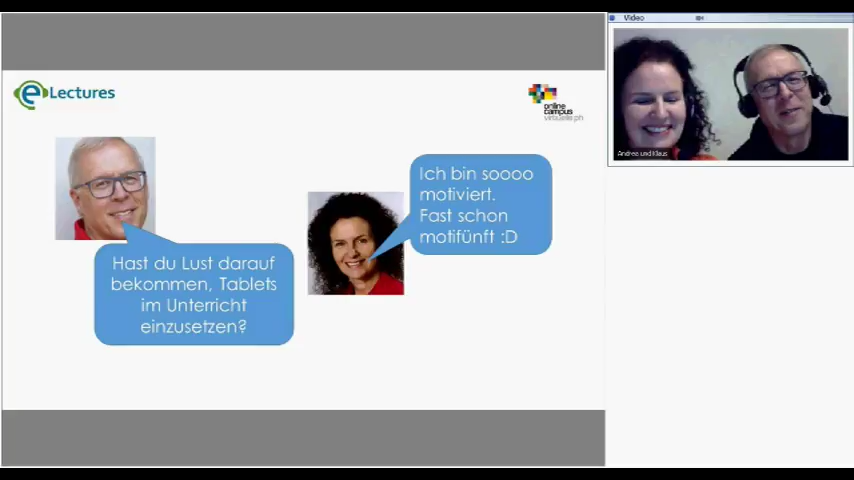 Video
eLectures
online
campus
virtuelle ph
Andrea und Klaus
Ich bin soooo
motiviert.
Fast schon
motifünft :D
Hast du Lust darauf
bekommen, Tablets
im Unterricht
einzusetzen?